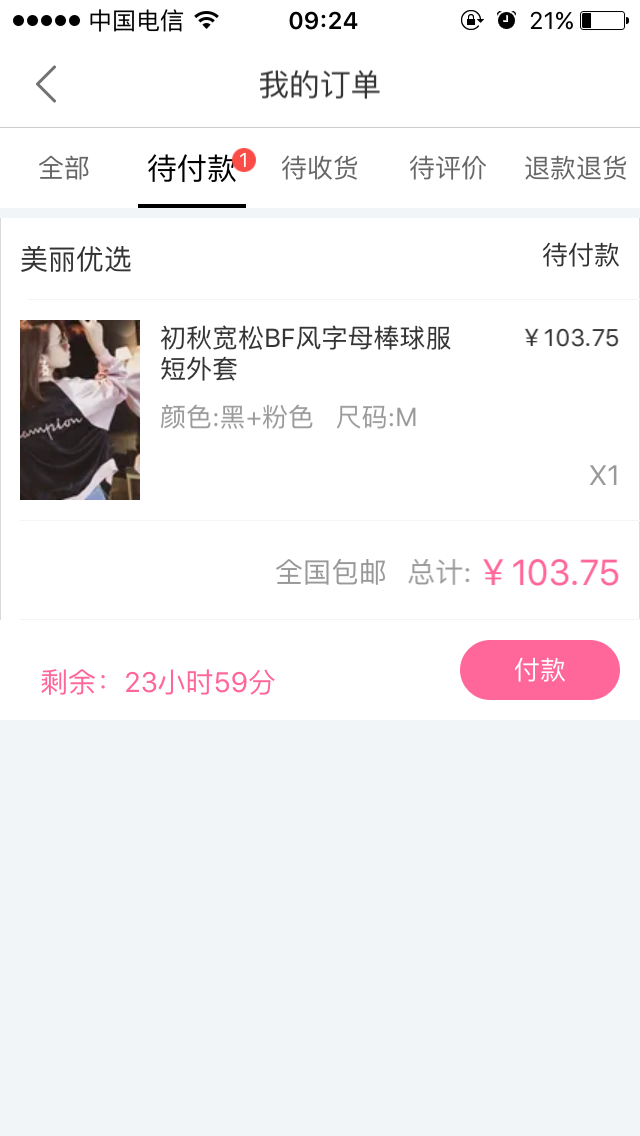 中国电信 09:24 21%
我的订单
全部 待付款 1 待收货 待评价 退款退货
美丽优选 待付款
初秋宽松BF风字母棒球服 ¥103.75
短外套
颜色:黑+粉色 尺码:M
ampion
X1
全国包邮 总计: ¥103.75
剩余：23小时59分 付款